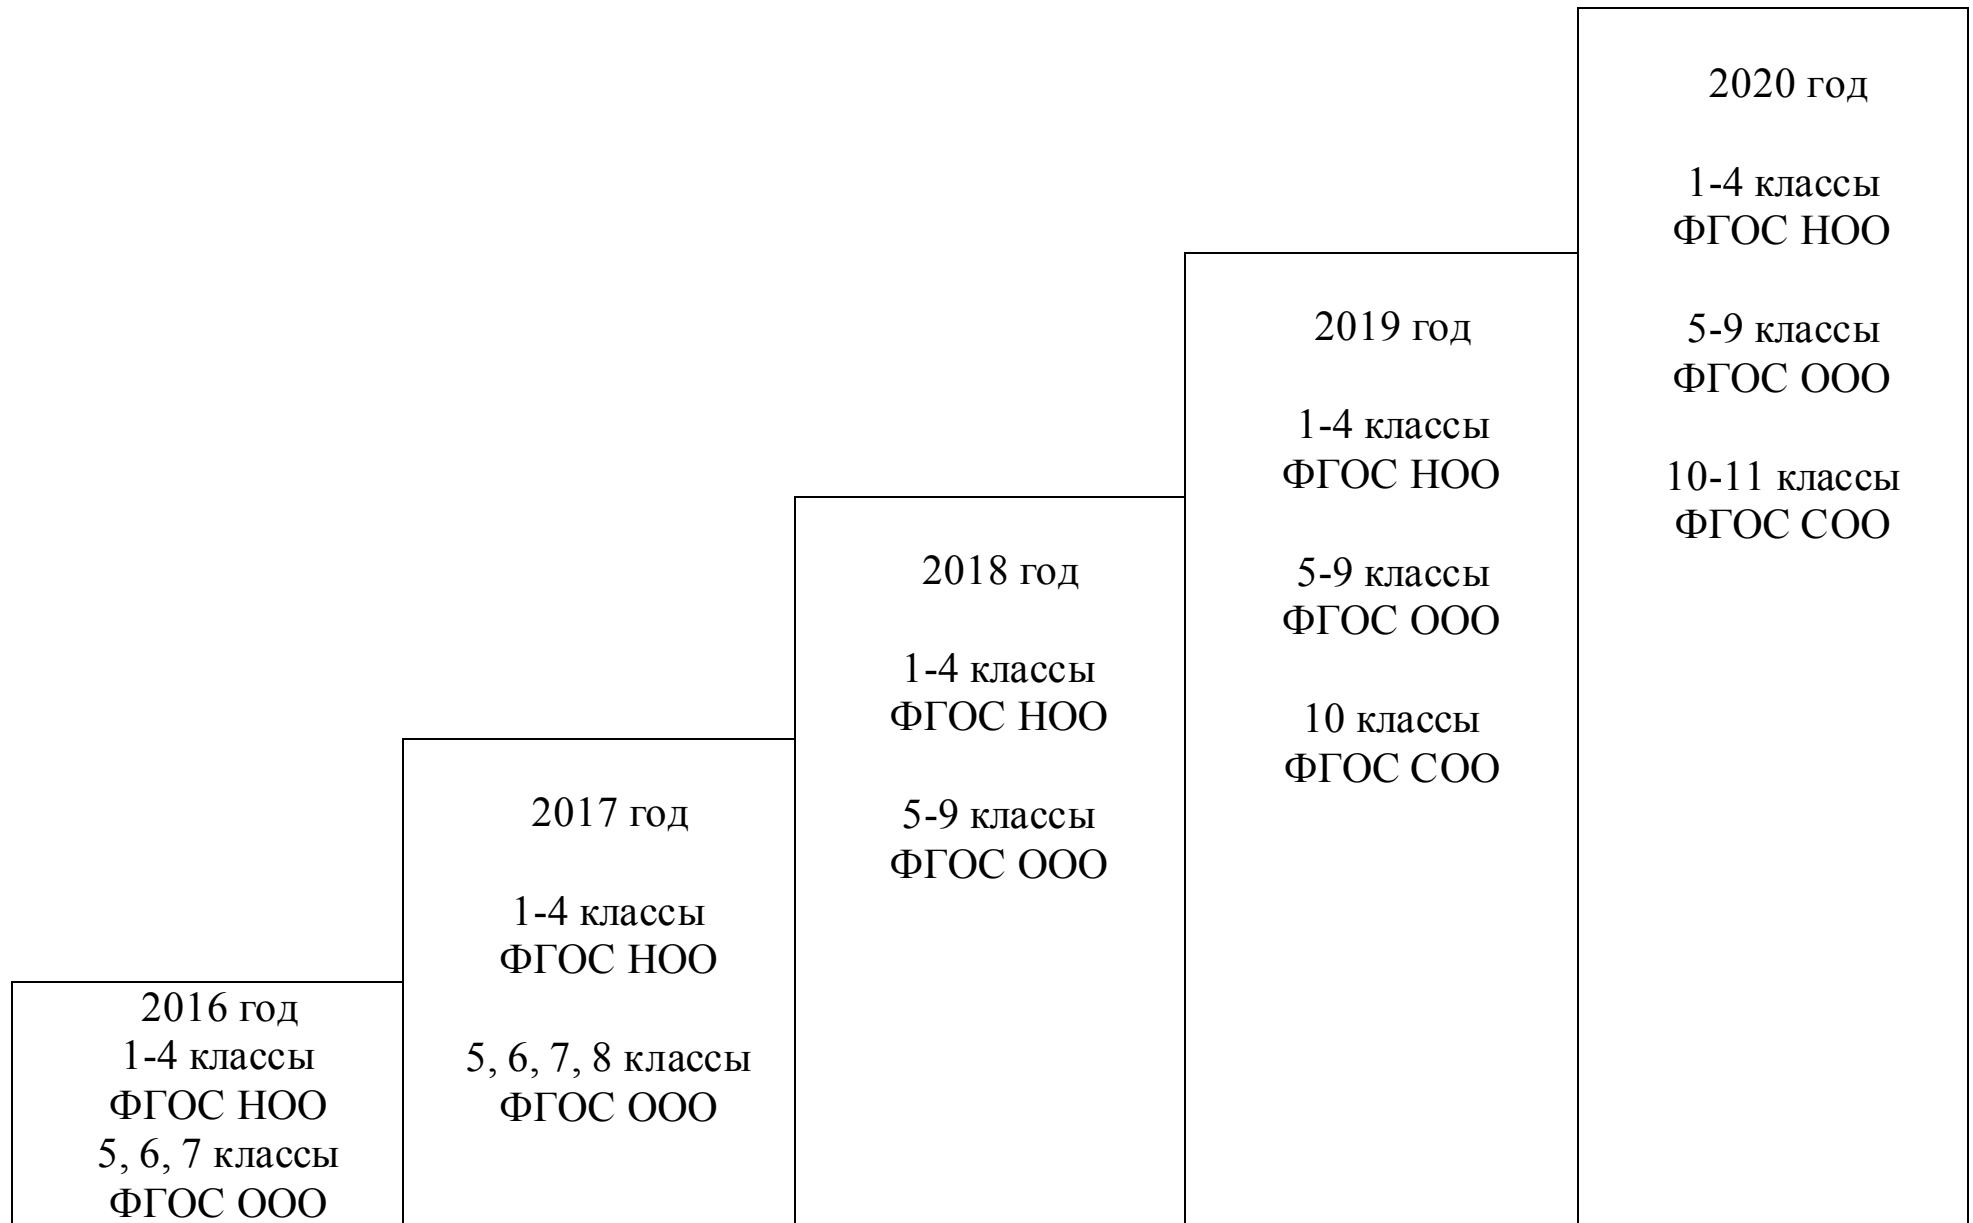 2016 год
1-4 классы
ФГОС НОО
5, 6, 7 классы
ФГОС ООО
2017 год
1-4 классы
ФГОС НОО
5, 6, 7, 8 классы
ФГОС ООО
2018 год
1-4 классы
ФГОС НОО
5-9 классы
ФГОС ООО
2019 год
1-4 классы
ФГОС НОО
5-9 классы
ФГОС ООО
10 классы
ФГОС СОО
2020 год
1-4 классы
ФГОС НОО
5-9 классы
ФГОС ООО
10-11 классы
ФГОС СОО